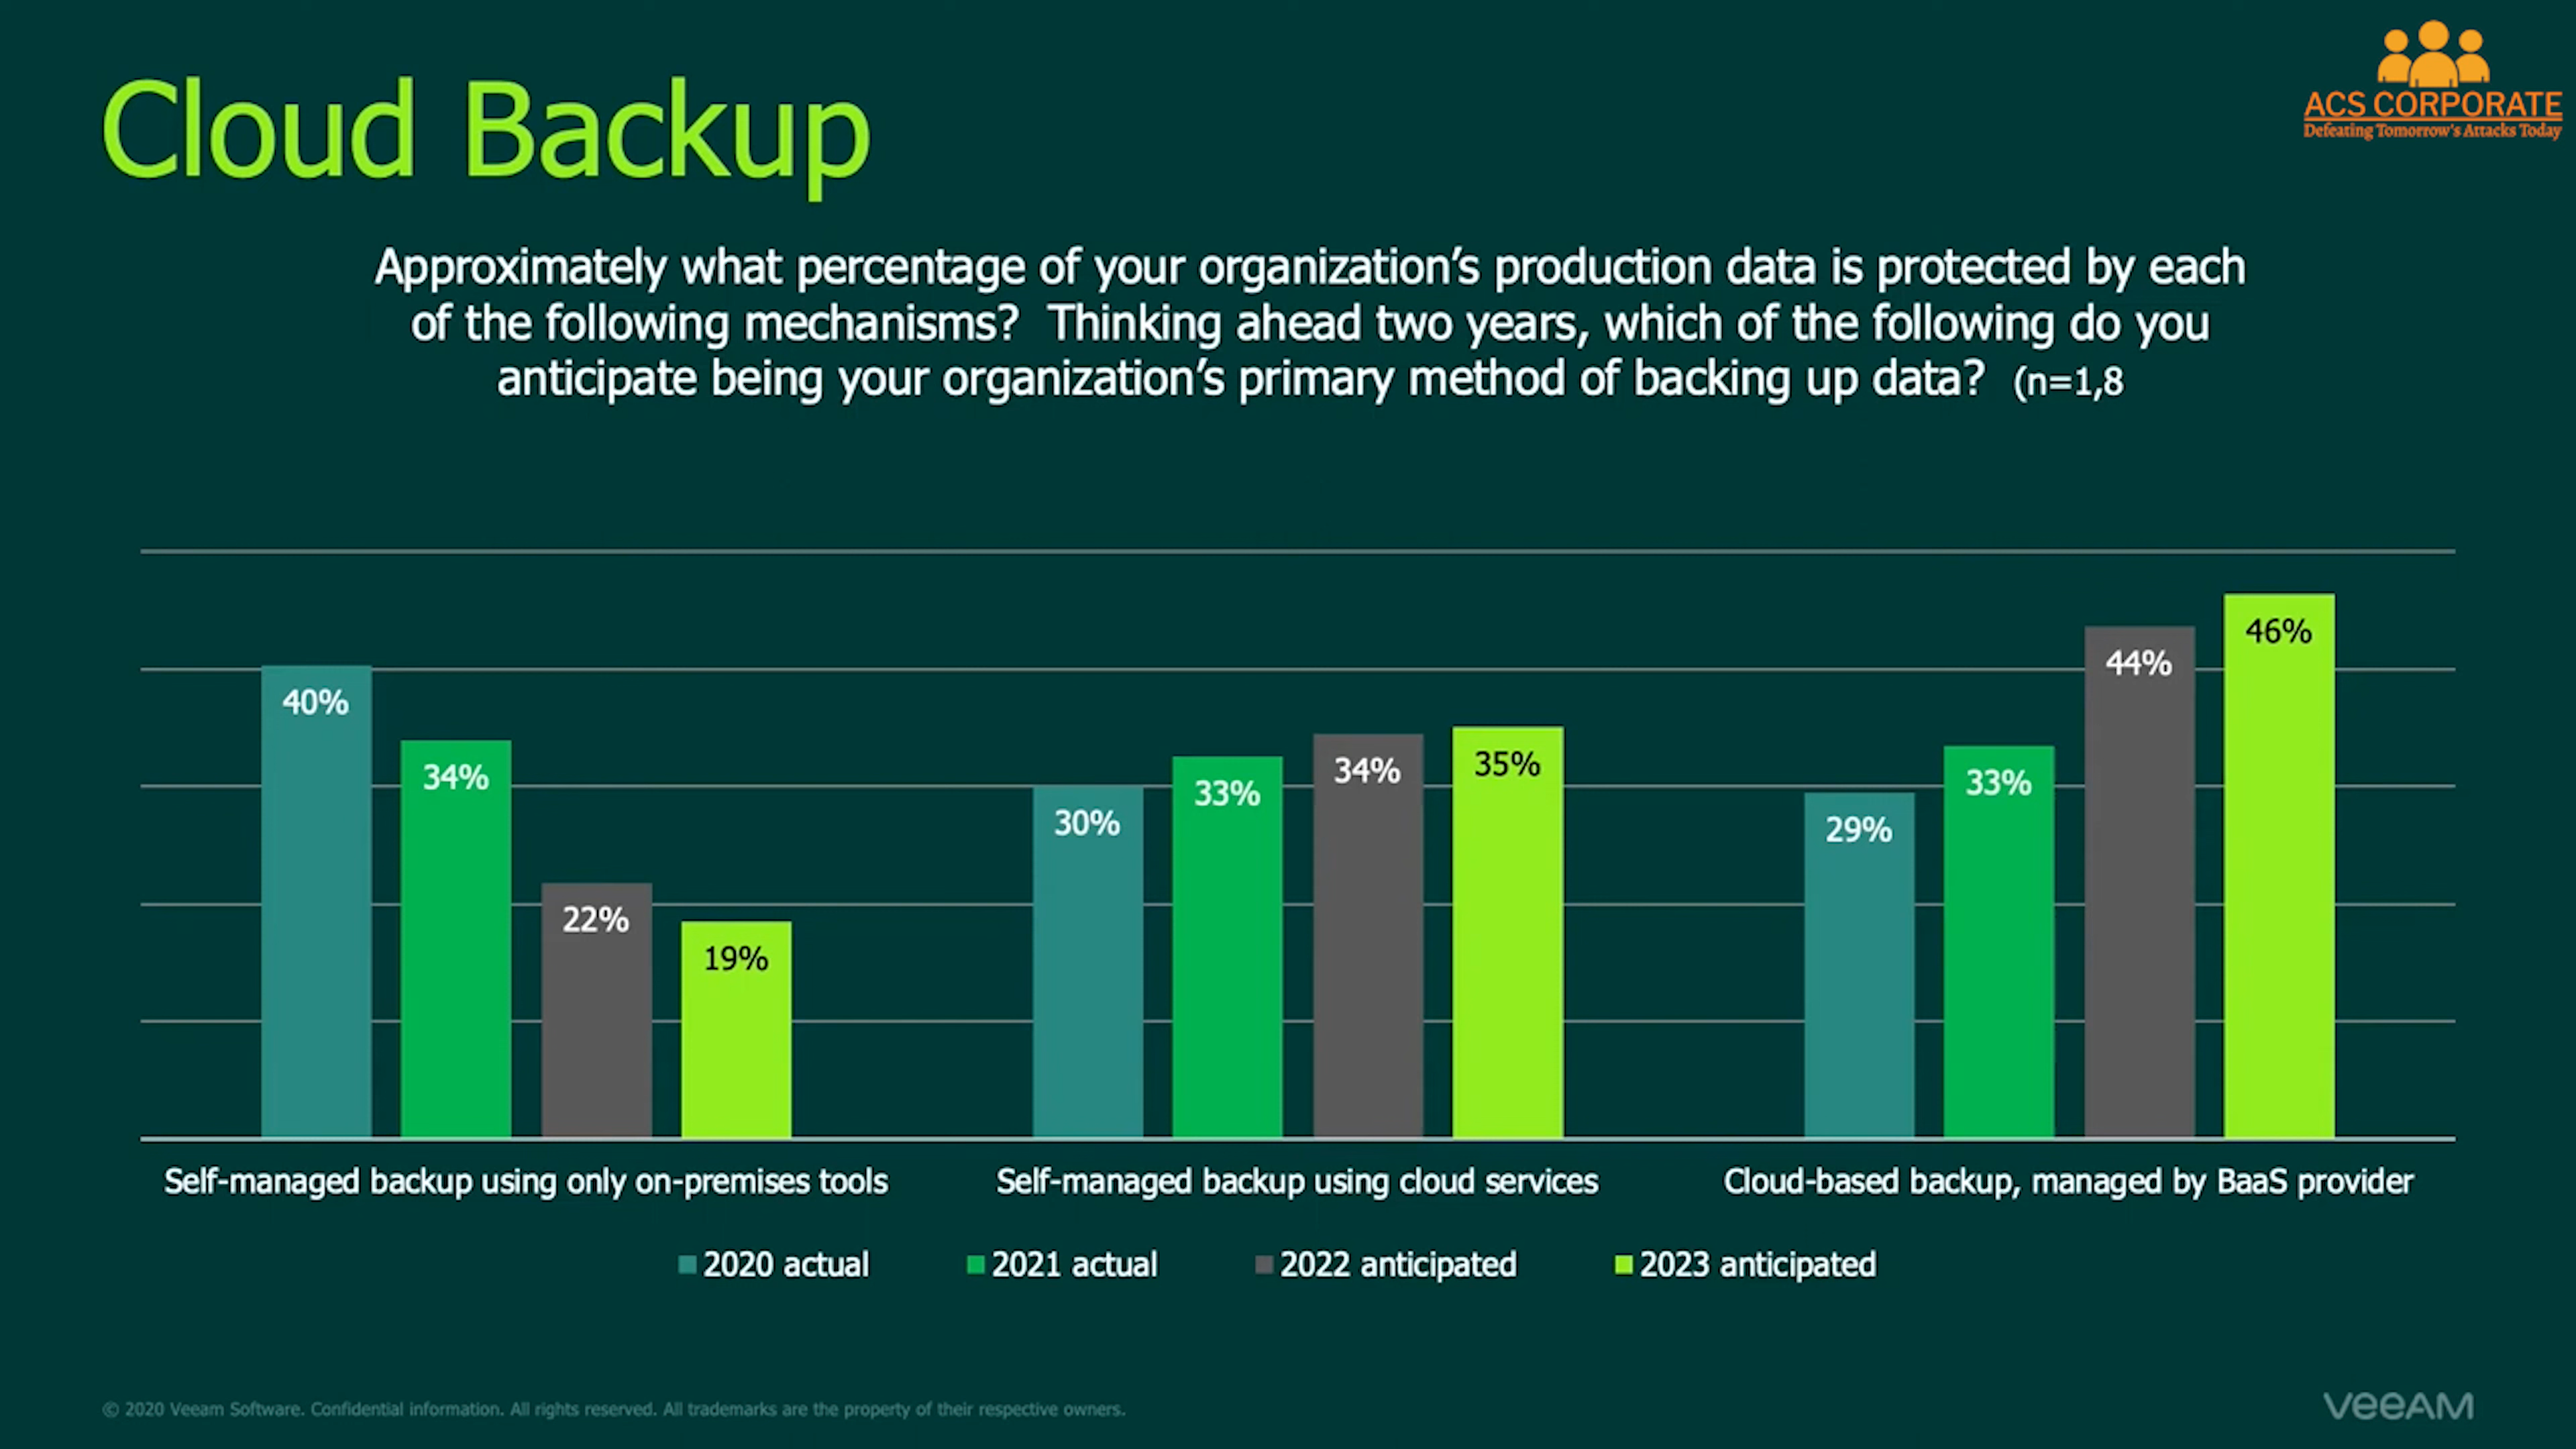 Cloud Backup
ACS CORPORATE
Defeating Tomorrow's Attacks Today
Approximately what percentage of your organization's production data is protected by each
of the following mechanisms?  Thinking ahead two years, which of the following do you
anticipate being your organization's primary method of backing up data?  (n=1,8
40%
34%
22%
19%
30%
33%
34%
35%
29%
33%
44%
46%
Self-managed backup using only on-premises tools
Self-managed backup using cloud services
Cloud-based backup, managed by BaaS provider
2020 actual
2021 actual
2022 anticipated
2023 anticipated
© 2020 Veeam Software. Confidential information. All rights reserved. All trademarks are the property of their respective owners.
veeAM